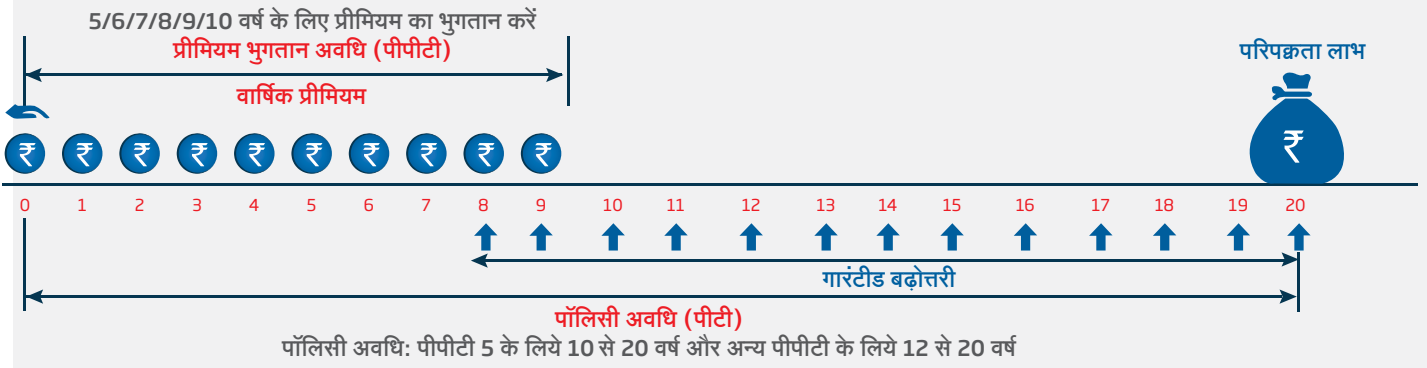 5/6/7/8/9/10 वर्ष के लिए प्रीमियम का भुगतान करें
प्रीमियम भुगतान अवधि (पीपीटी)
परिपक्वता लाभ
वार्षिक प्रीमियम
₹ ₹ ₹ ₹ ₹ ₹ ₹ ₹ ₹ ₹ ₹
0 1 2 3 4 5 6 7 8 9 10 11 12 13 14 15 16 17 18 19 20
गारंटीड बढ़ोत्तरी
पॉलिसी अवधि (पीटी)
पॉलिसी अवधि: पीपीटी 5 के लिये 10 से 20 वर्ष और अन्य पीपीटी के लिये 12 से 20 वर्ष